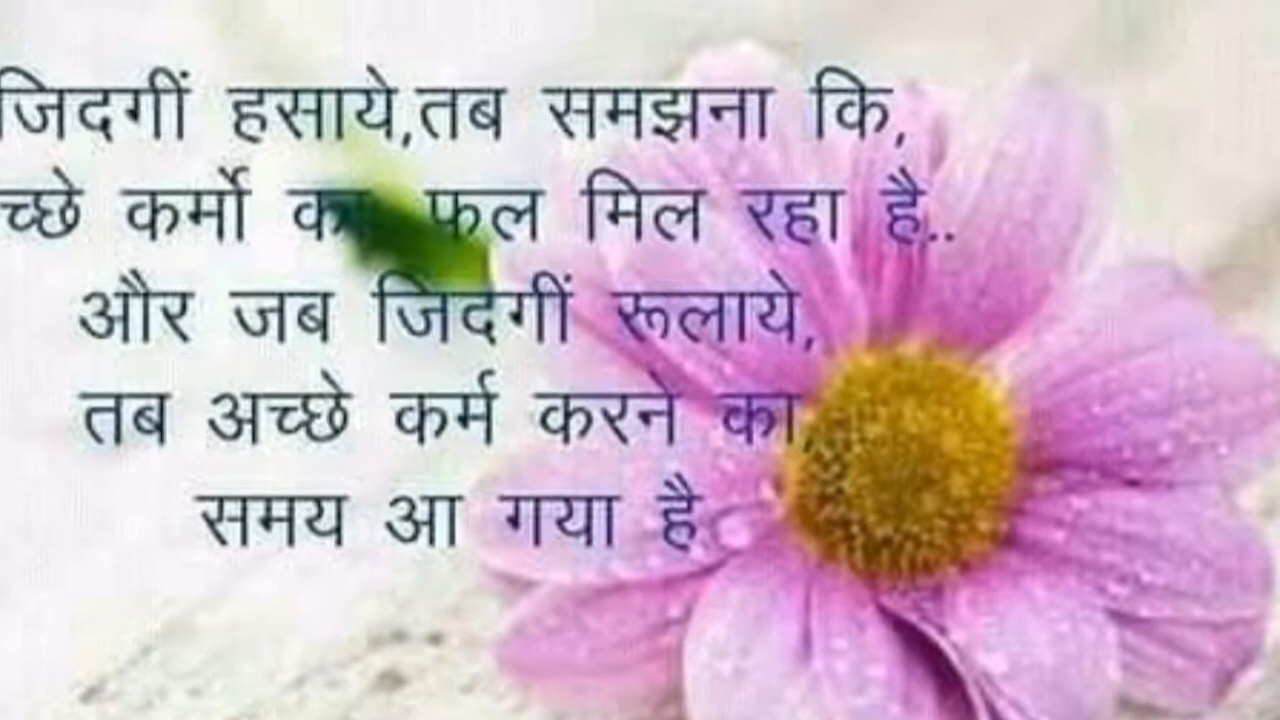 जिदगीं हसाये,तब समझना कि,
च्छे कर्मो का फल मिल रहा है..
और जब जिदगीं रूलाये,
तब अच्छे कर्म करने का,
समय आ गया है